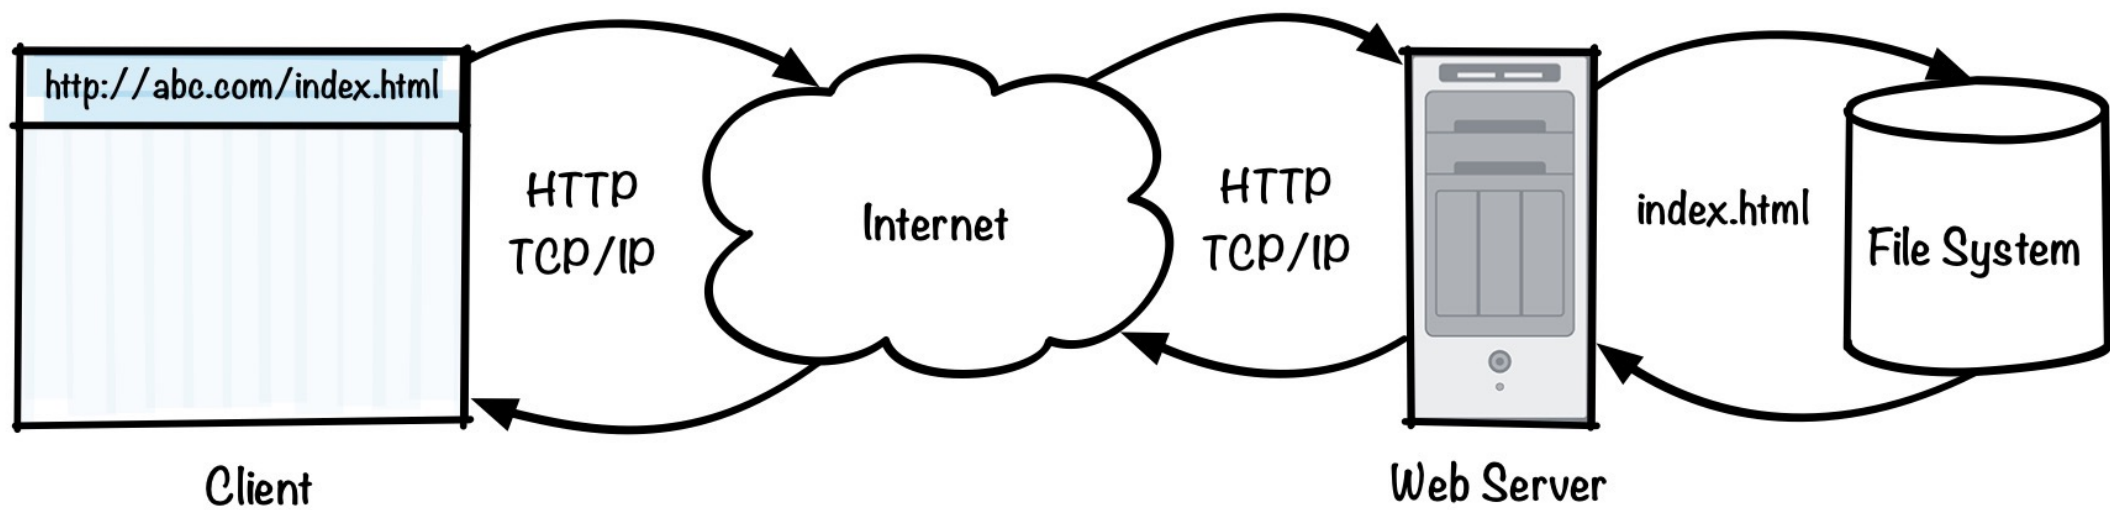 http://abc.com/index.html
HTTP
TCP/IP
Internet
HTTP
TCP/IP
index.html
File System
Client
Web Server